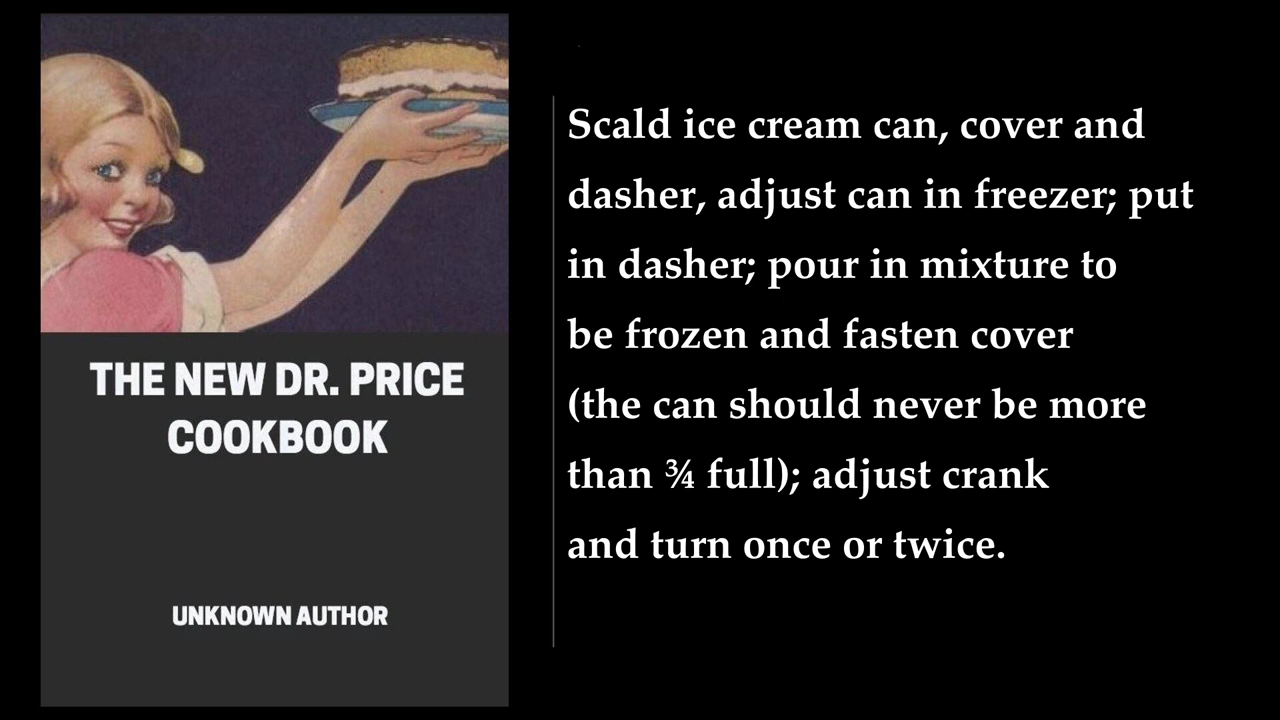 THE NEW DR. PRICE
COOKBOOK
UNKNOWN AUTHOR
Scald ice cream can, cover and
dasher, adjust can in freezer; put
in dasher; pour in mixture to
be frozen and fasten cover
(the can should never be more
than ¾ full); adjust crank
and turn once or twice.